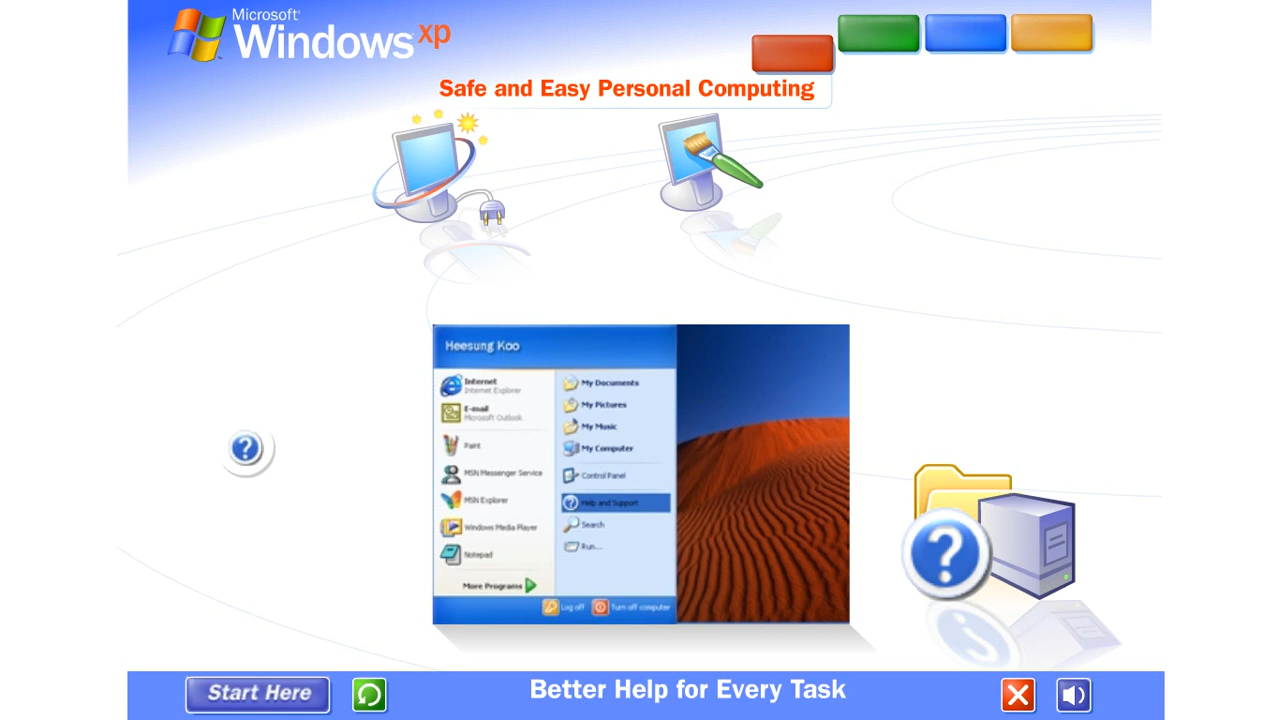 Microsoft®
Windows xp
Safe and Easy Personal Computing
Heesung Koo
Internet
Internet Explorer
E-mail
Microsoft Outlook
Paint
MSN Messenger Service
MSN Explorer
Windows Media Player
Notepad
More Programs
My Documents
My Pictures
My Music
My Computer
Control Panel
Help and Support
Search
Run...
Log off
Turn off computer
Start Here
Better Help for Every Task